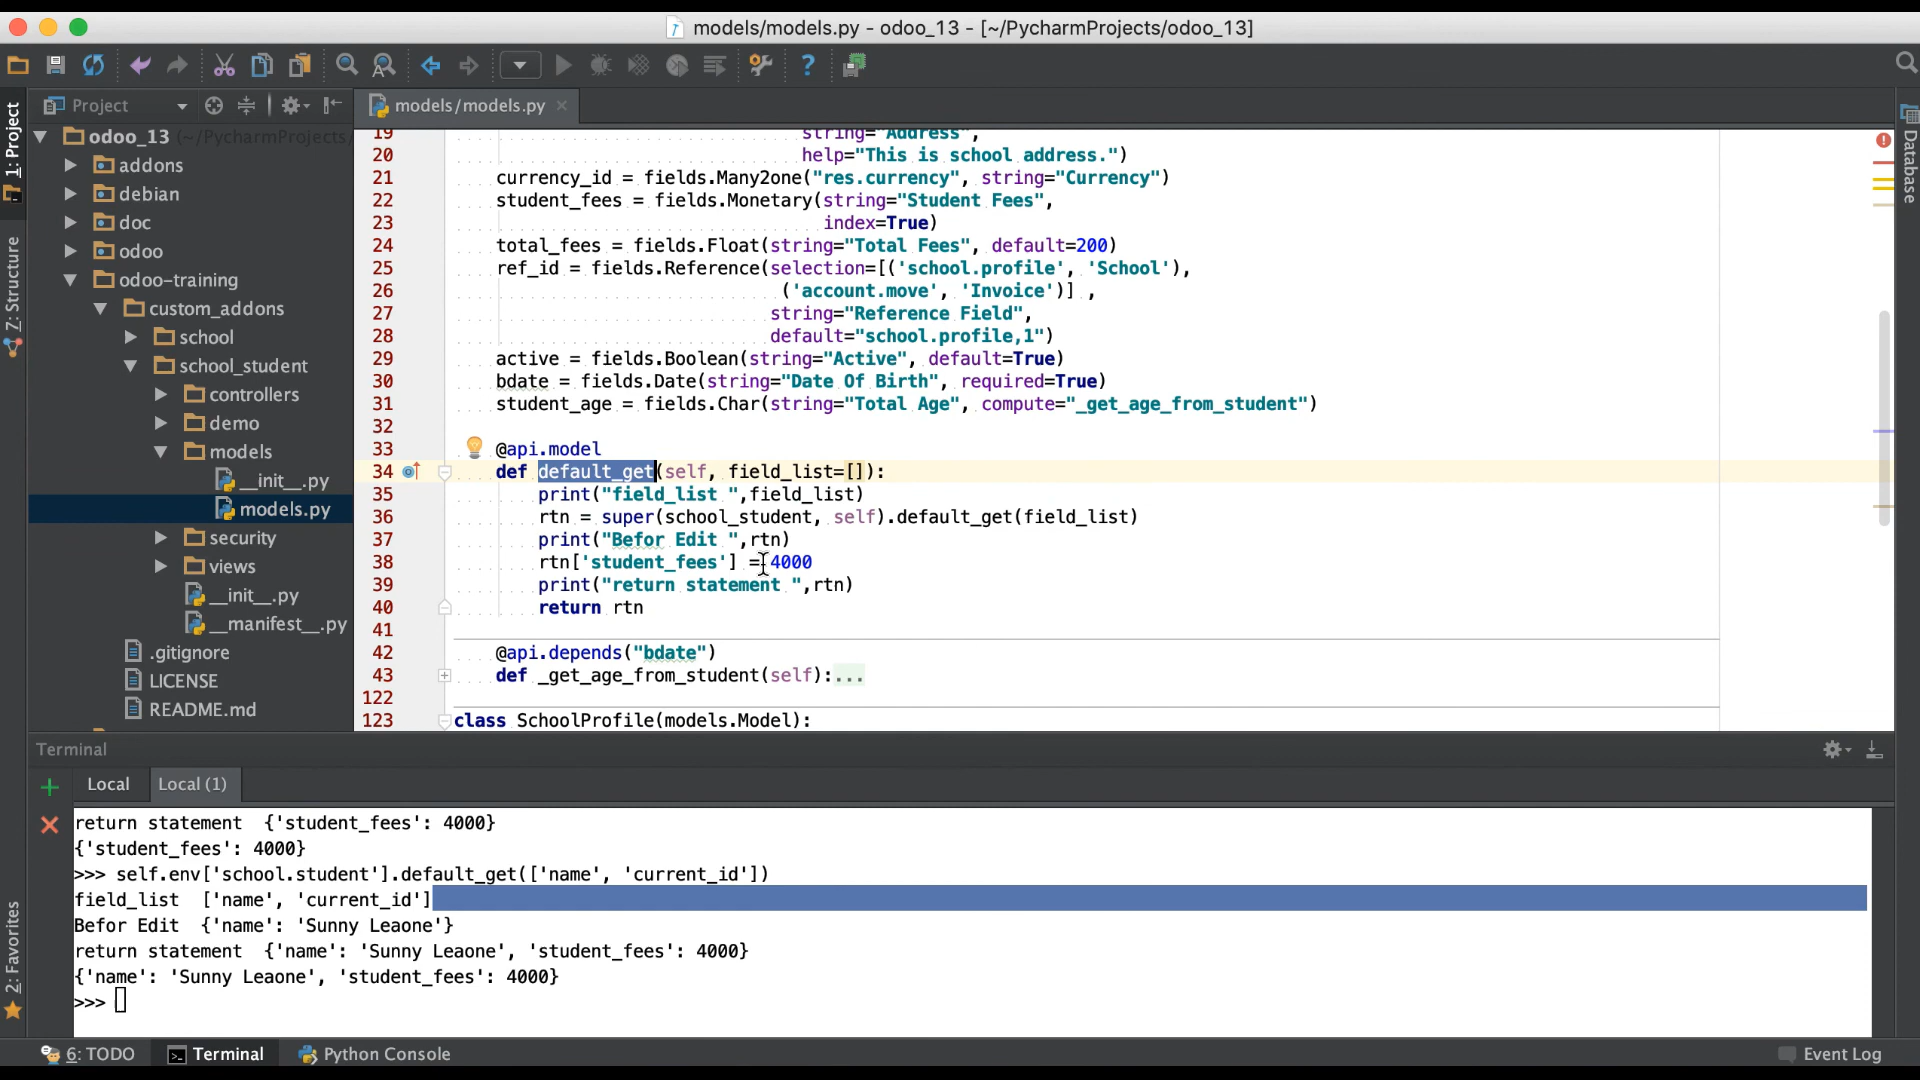 models/models.py - odoo_13 - [~/PycharmProjects/odoo_13]
Project
models/models.py
1: Project
7: Structure
2: Favorites
Database
odoo_13 (~/PycharmProjects/
addons
debian
doc
odoo
odoo-training
custom_addons
school
school_student
controllers
demo
models
__init__.py
models.py
security
views
__init__.py
__manifest__.py
.gitignore
LICENSE
README.md
19 string="Address",
20 help="This is school address.")
21 currency_id = fields.Many2one("res.currency", string="Currency")
22 student_fees = fields.Monetary(string="Student Fees",
23 index=True)
24 total_fees = fields.Float(string="Total Fees", default=200)
25 ref_id = fields.Reference(selection=[('school.profile', 'School'),
26 ('account.move', 'Invoice')] ,
27 string="Reference Field",
28 default="school.profile,1")
29 active = fields.Boolean(string="Active", default=True)
30 bdate = fields.Date(string="Date Of Birth", required=True)
31 student_age = fields.Char(string="Total Age", compute="_get_age_from_student")
32
33 @api.model
34 def default_get(self, field_list=[]):
35 print("field_list ",field_list)
36 rtn = super(school_student, self).default_get(field_list)
37 print("Befor Edit ",rtn)
38 rtn['student_fees'] = 4000
39 print("return statement ",rtn)
40 return rtn
41
42 @api.depends("bdate")
43 def _get_age_from_student(self):...
122
123 class SchoolProfile(models.Model):
Terminal
Local
Local (1)
return statement  {'student_fees': 4000}
{'student_fees': 4000}
>>> self.env['school.student'].default_get(['name', 'current_id'])
field_list  ['name', 'current_id']
Befor Edit  {'name': 'Sunny Leaone'}
return statement  {'name': 'Sunny Leaone', 'student_fees': 4000}
{'name': 'Sunny Leaone', 'student_fees': 4000}
>>>
6: TODO
Terminal
Python Console
Event Log